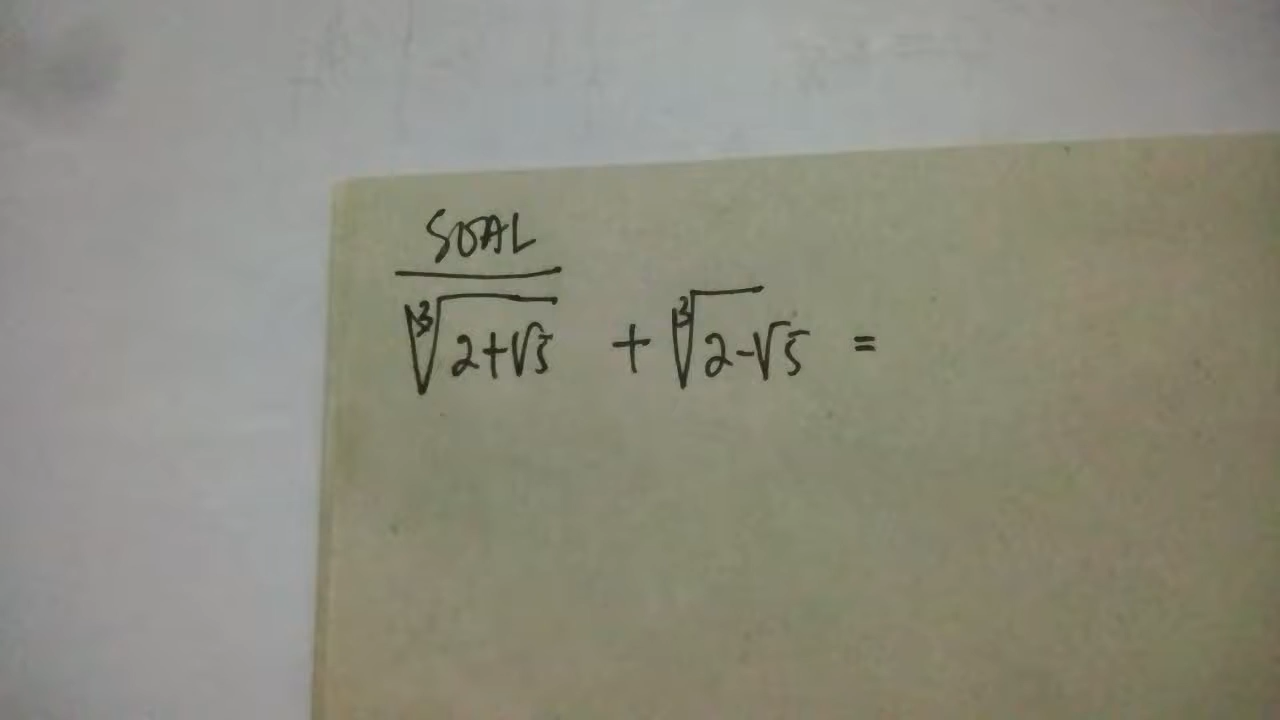 SOAL
∛(2+√5) + ∛(2-√5) =